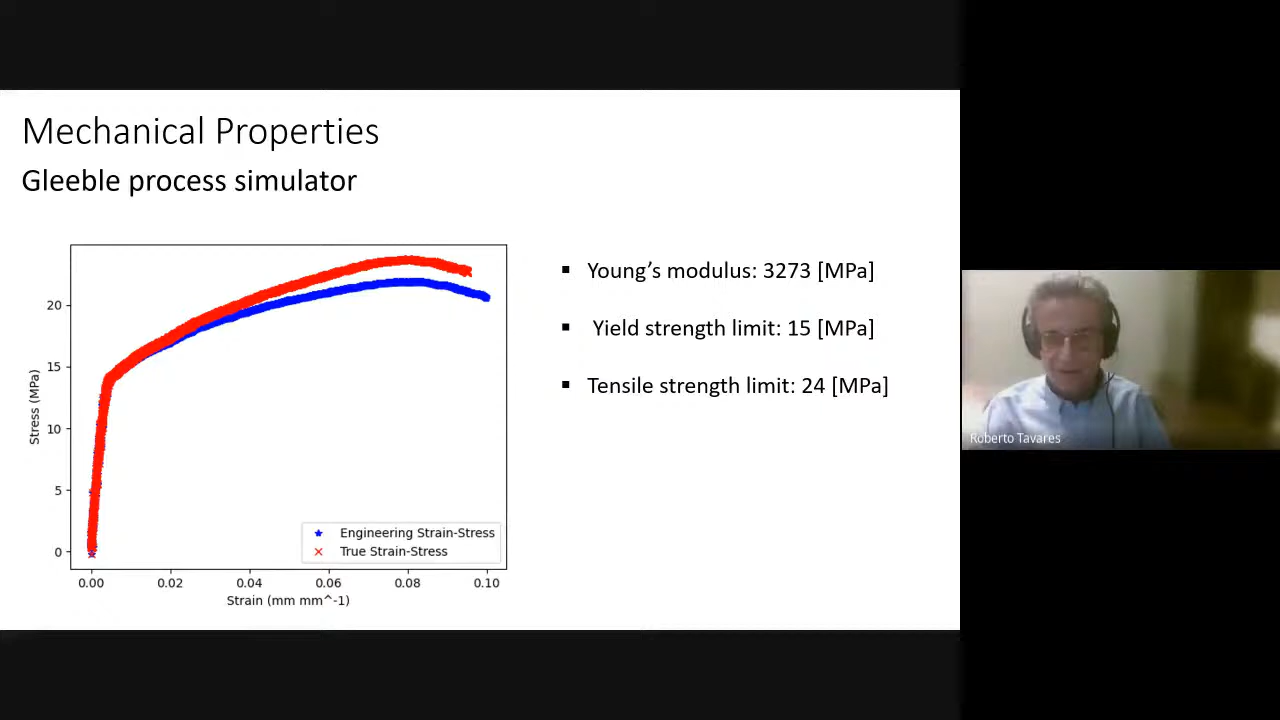 Mechanical Properties
Gleeble process simulator
20
15
10
5
0
Stress (MPa)
Engineering Strain-Stress
True Strain-Stress
0.00 0.02 0.04 0.06 0.08 0.10
Strain (mm mm^-1)
▪ Young’s modulus: 3273 [MPa]
▪ Yield strength limit: 15 [MPa]
▪ Tensile strength limit: 24 [MPa]
Roberto Tavares